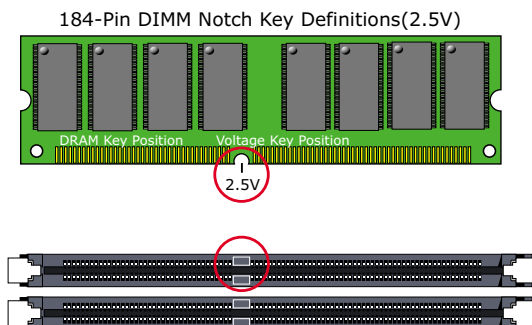 184-Pin DIMM Notch Key Definitions(2.5V)
DRAM Key Position Voltage Key Position
2.5V